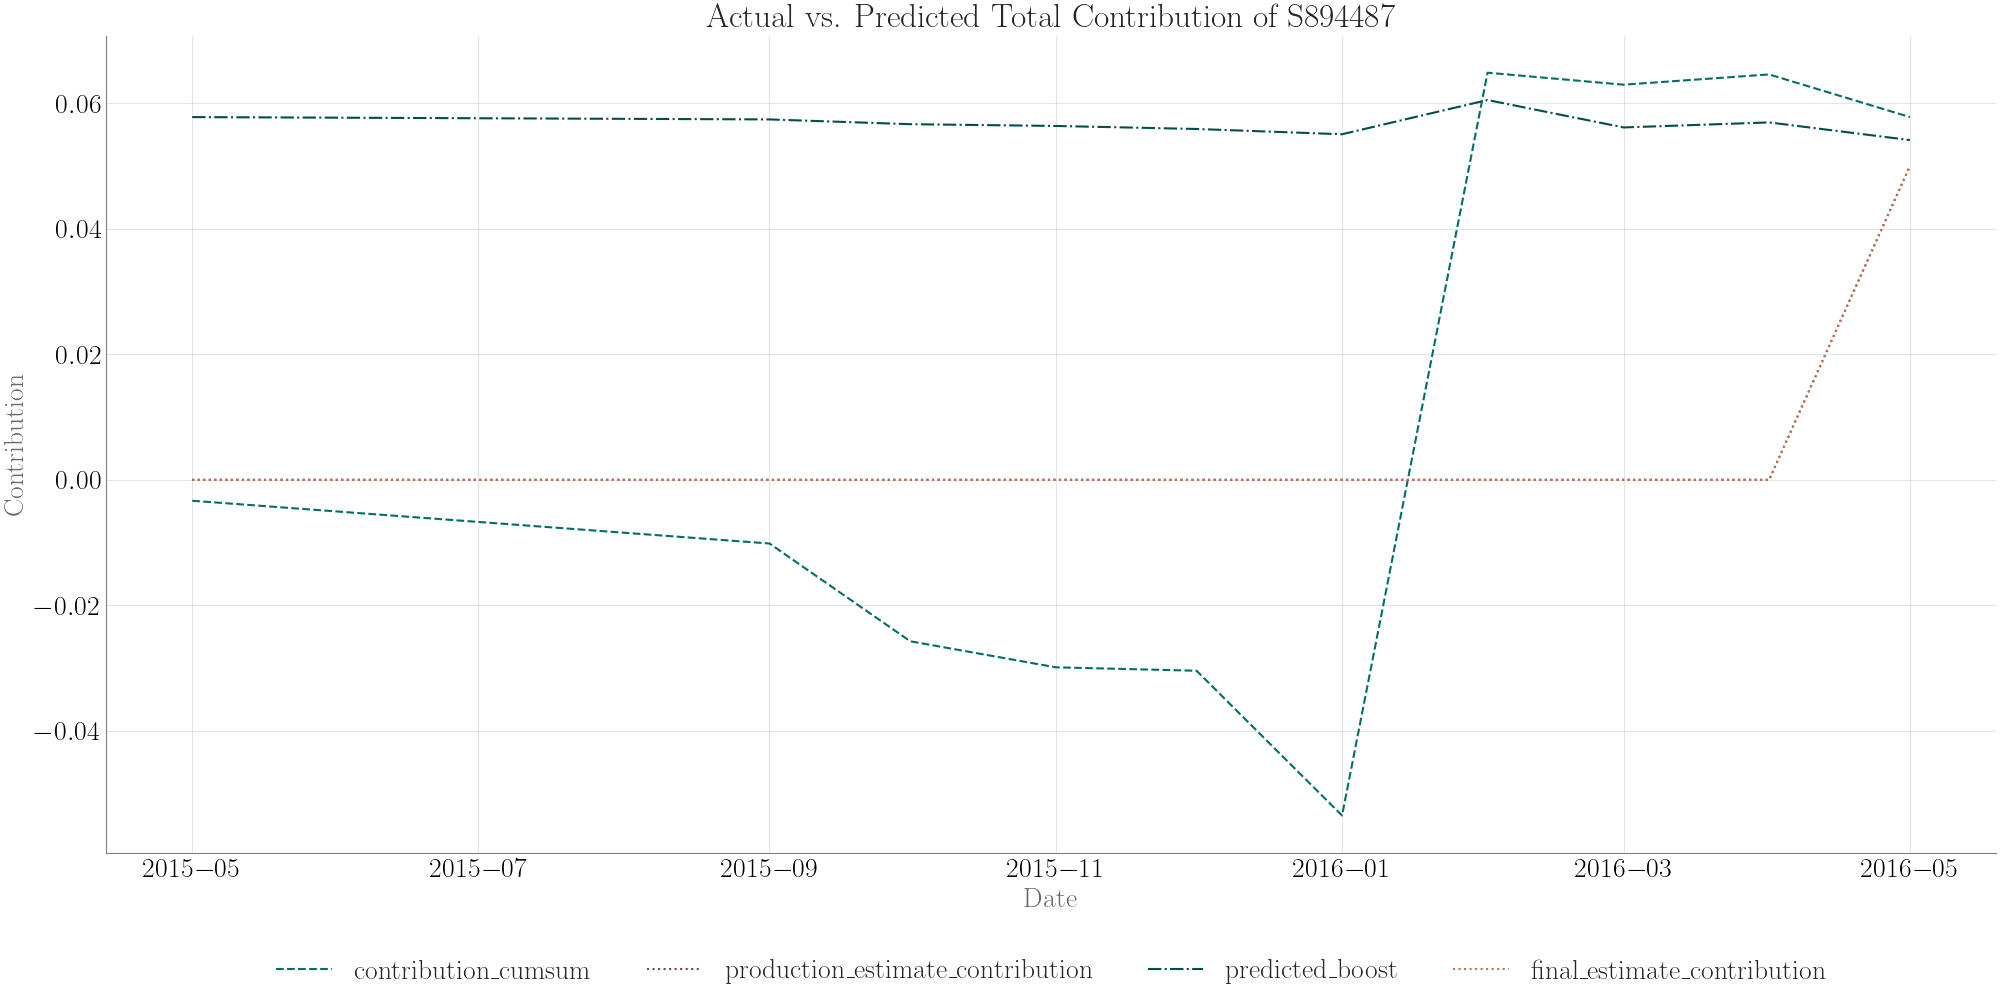 Actual vs. Predicted Total Contribution of S894487
0.06
0.04
0.02
0.00
−0.02
−0.04
Contribution
2015−05 2015−07 2015−09 2015−11 2016−01 2016−03 2016−05
Date
contribution_cumsum production_estimate_contribution predicted_boost final_estimate_contribution